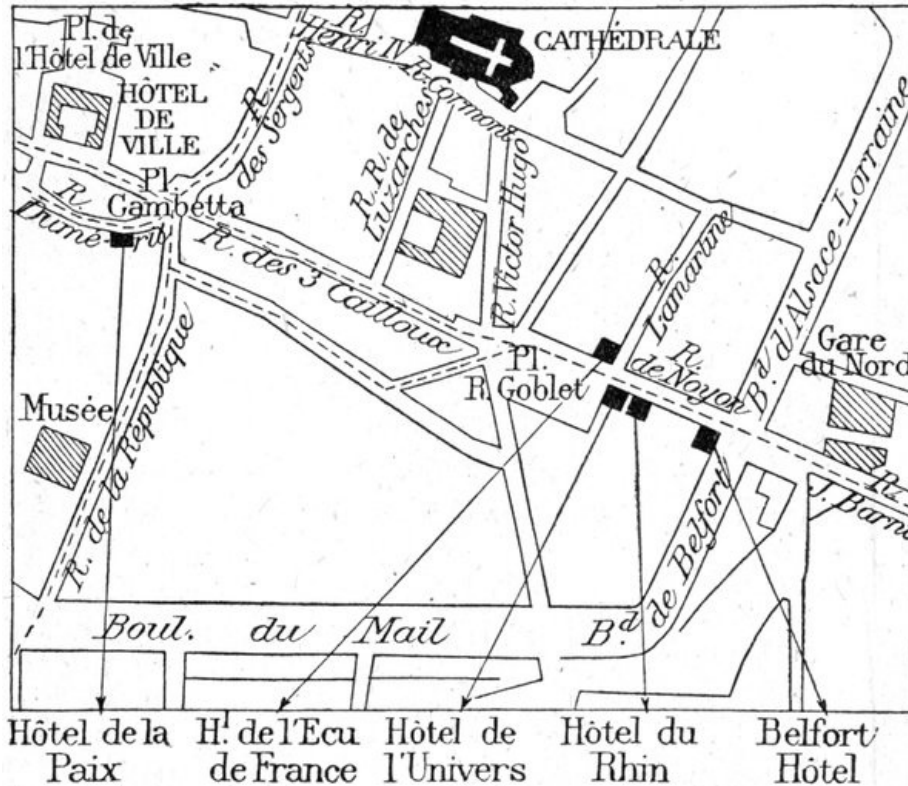 Pl. de
l'Hôtel de Ville
HÔTEL
DE
VILLE
R.
Henri IV
CATHÉDRALE
R. Cormont
R.
des Sergents
R. R. de
Luzarches
R. Victor Hugo
Pl.
Gambetta
R.
Dumé-ril
R. des 3 Cailloux
R.
Lamartine
Bd. d'Alsace-Lorraine
Gare
du Nord
Pl.
R. Goblet
R.
de Noyon
Musée
R. de la République
R.
J. Barni
Bd. de Belfort
Boul. du Mail
Hôtel de la
Paix
Hl. de l'Ecu
de France
Hôtel de
l'Univers
Hôtel du
Rhin
Belfort
Hôtel